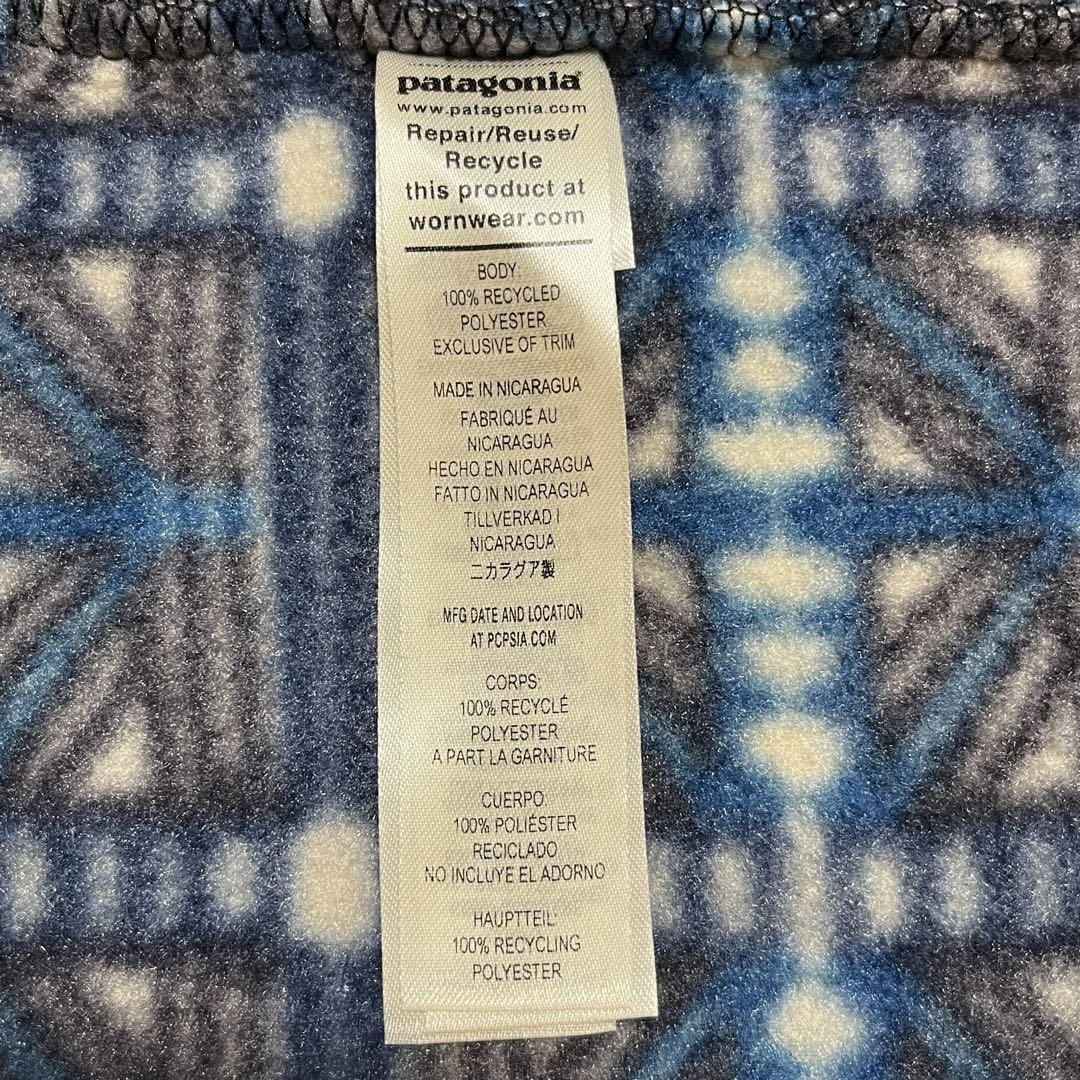 patagonia®
www.patagonia.com
Repair/Reuse/
Recycle
this product at
wornwear.com
BODY:
100% RECYCLED
POLYESTER
EXCLUSIVE OF TRIM
MADE IN NICARAGUA
FABRIQUÉ AU
NICARAGUA
HECHO EN NICARAGUA
FATTO IN NICARAGUA
TILLVERKAD I
NICARAGUA
ニカラグア製
MFG DATE AND LOCATION
AT PCPSIA.COM
CORPS:
100% RECYCLÉ
POLYESTER
A PART LA GARNITURE
CUERPO:
100% POLIÉSTER
RECICLADO
NO INCLUYE EL ADORNO
HAUPTTEIL:
100% RECYCLING
POLYESTER